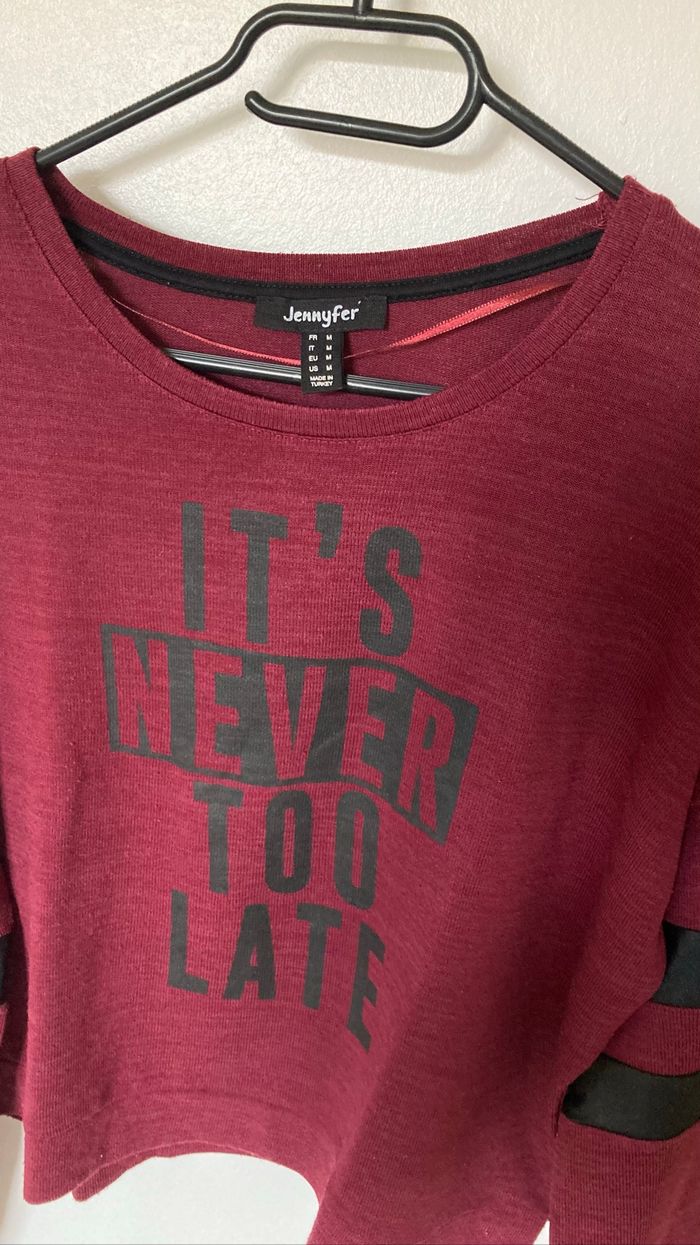 Jennyfer
FR M
IT M
EU M
US M
MADE IN
TURKEY
IT'S
NEVER
TOO
LATE